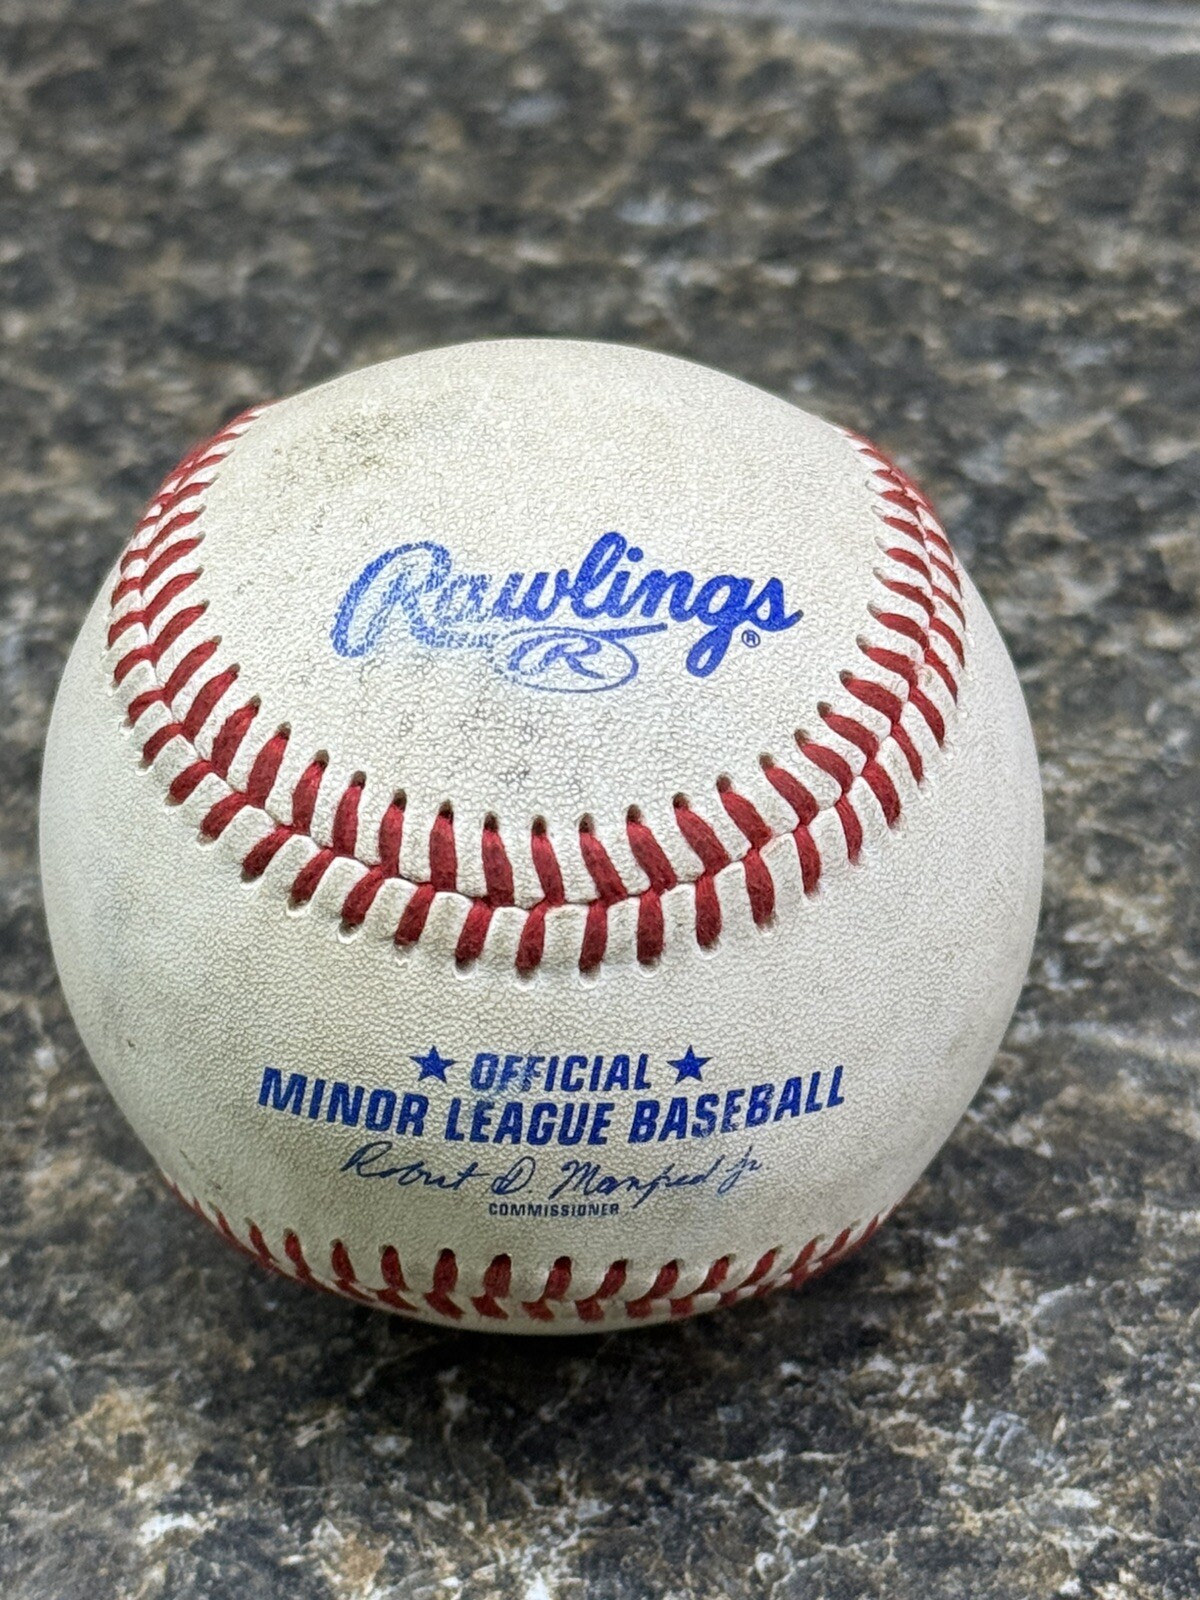 Rawlings®
R
★ OFFICIAL ★
MINOR LEAGUE BASEBALL
Robert D. Manfred Jr
COMMISSIONER